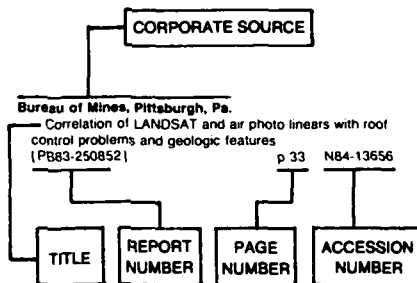 CORPORATE SOURCE
Bureau of Mines, Pittsburgh, Pa.
Correlation of LANDSAT and air photo linears with roof
control problems and geologic features
[PB83-250852] p 33 N84-13656
TITLE REPORT NUMBER PAGE NUMBER ACCESSION NUMBER